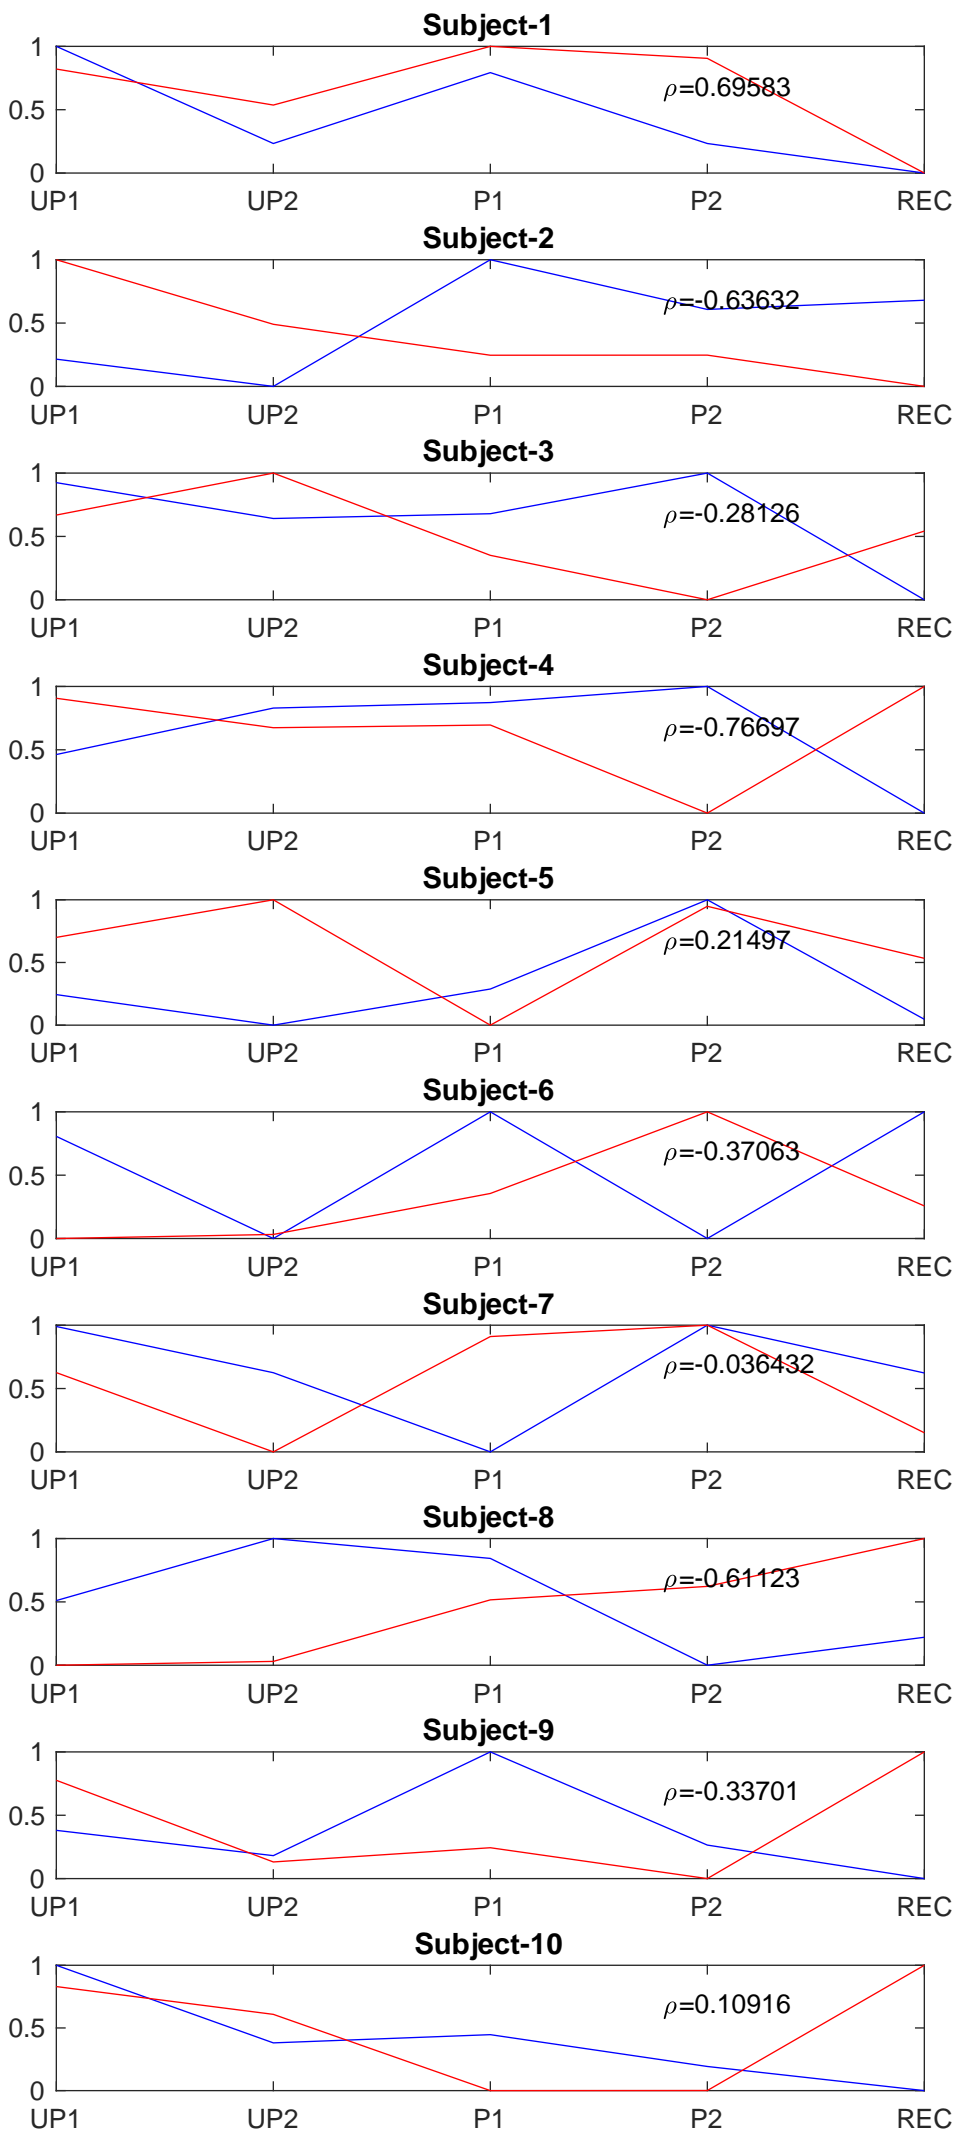 Subject-1
1
ρ=0.69583
0.5
0
UP1 UP2 P1 P2 REC
Subject-2
1
ρ=-0.63632
0.5
0
UP1 UP2 P1 P2 REC
Subject-3
1
ρ=-0.28126
0.5
0
UP1 UP2 P1 P2 REC
Subject-4
1
ρ=-0.76697
0.5
0
UP1 UP2 P1 P2 REC
Subject-5
1
ρ=0.21497
0.5
0
UP1 UP2 P1 P2 REC
Subject-6
1
ρ=-0.37063
0.5
0
UP1 UP2 P1 P2 REC
Subject-7
1
ρ=-0.036432
0.5
0
UP1 UP2 P1 P2 REC
Subject-8
1
ρ=-0.61123
0.5
0
UP1 UP2 P1 P2 REC
Subject-9
1
ρ=-0.33701
0.5
0
UP1 UP2 P1 P2 REC
Subject-10
1
ρ=0.10916
0.5
0
UP1 UP2 P1 P2 REC